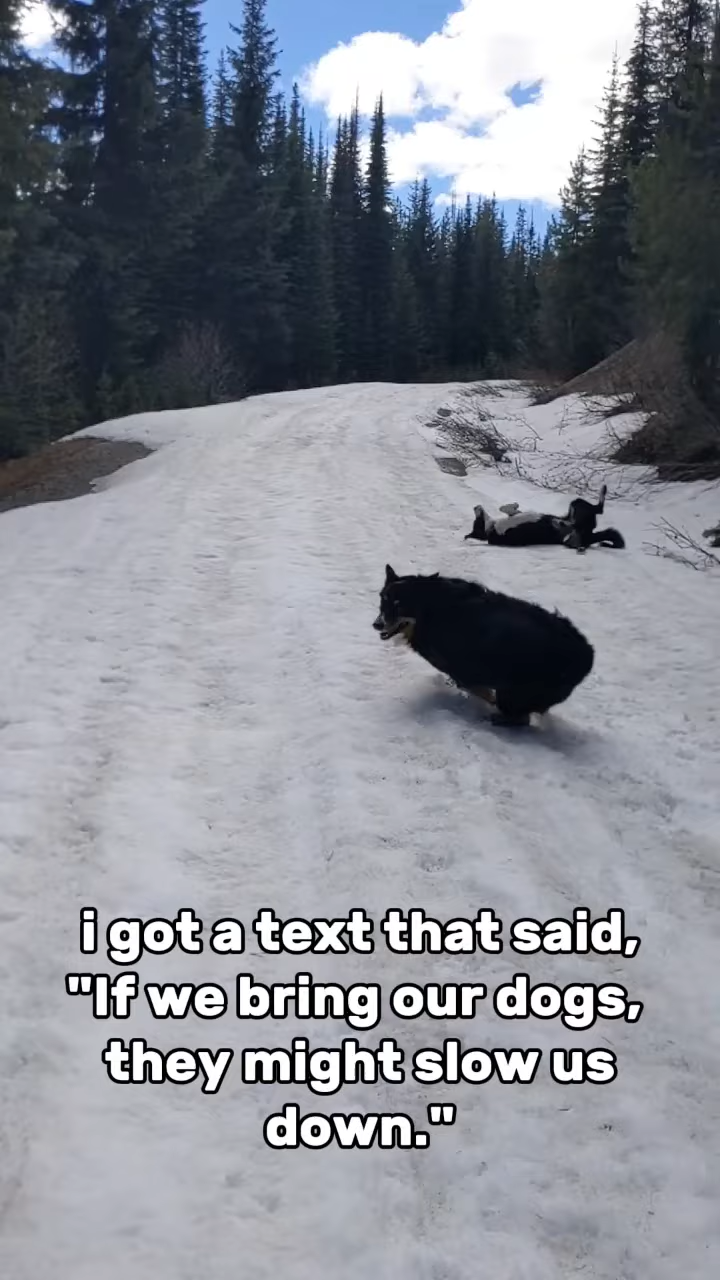 i got a text that said,
"If we bring our dogs,
they might slow us
down."